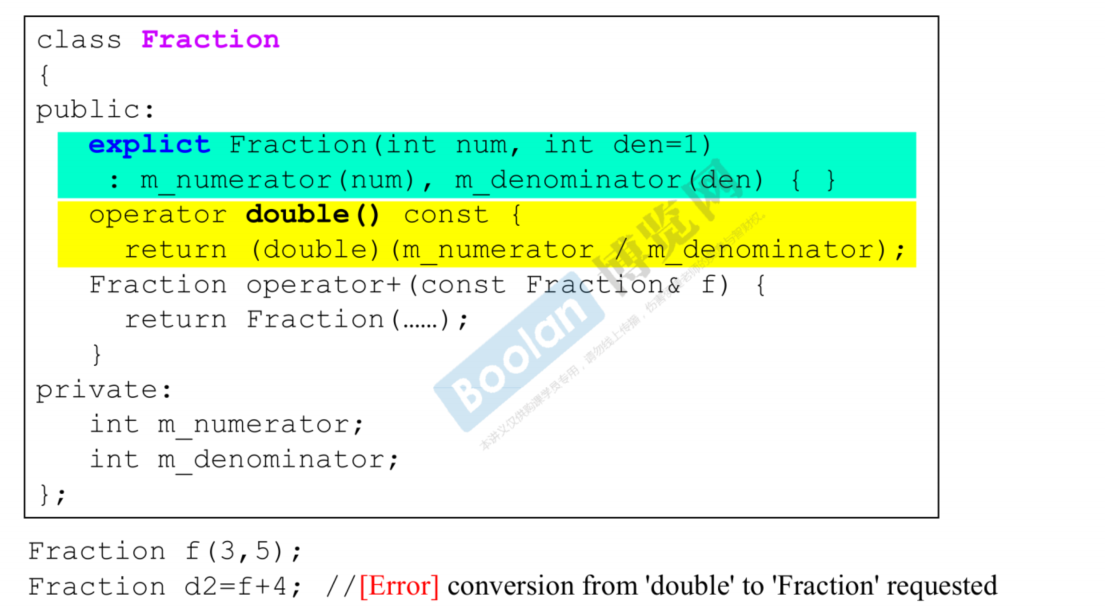 class Fraction
{
public:
explict Fraction(int num, int den=1)
: m_numerator(num), m_denominator(den) { }
operator double() const {
return (double)(m_numerator / m_denominator);
Fraction operator+(const Fraction& f) {
return Fraction(……);
}
private:
int m_numerator;
int m_denominator;
};
Fraction f(3,5);
Fraction d2=f+4; //[Error] conversion from 'double' to 'Fraction' requested
Boolan 博览网